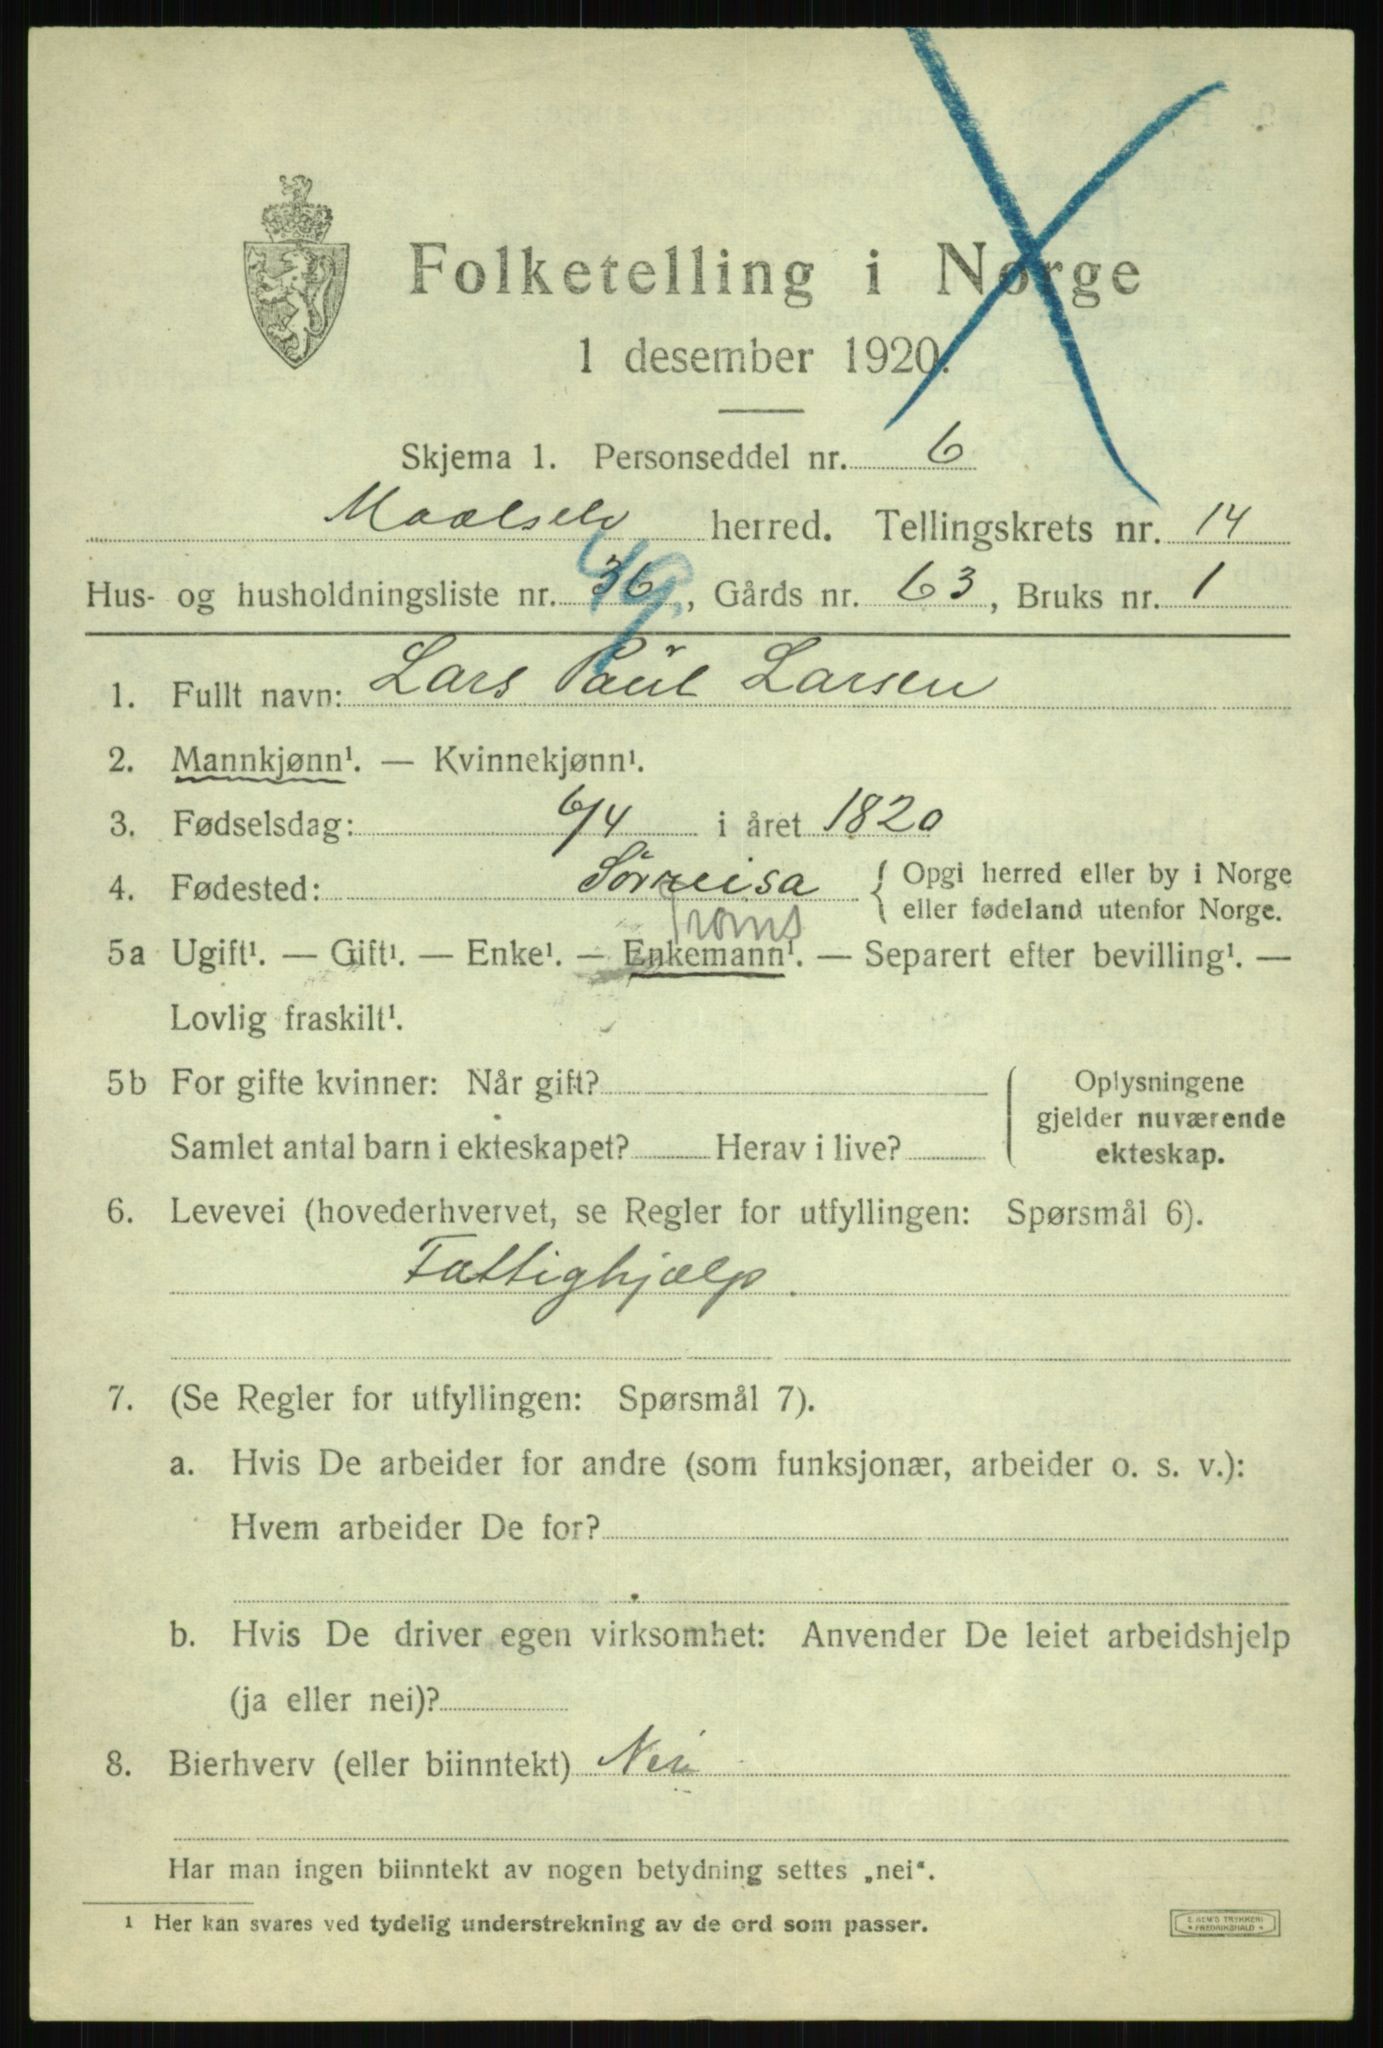 Folketelling i Norge
1 desember 1920.
Skjema 1. Personseddel nr. 6
Maalselv herred. Tellingskrets nr. 14
Hus- og husholdningsliste nr. 36 49, Gårds nr. 63, Bruks nr. 1
1. Fullt navn: Lars Paul Larsen
2. Mannkjønn¹. — Kvinnekjønn¹.
3. Fødselsdag: 6/4 i året 1820
4. Fødested: Sörreisa { Opgi herred eller by i Norge
eller fødeland utenfor Norge.
Troms
5a Ugift¹. — Gift¹. — Enke¹. — Enkemann¹. — Separert efter bevilling¹. —
Lovlig fraskilt¹.
5b For gifte kvinner: Når gift? Oplysningene
gjelder nuværende
Samlet antal barn i ekteskapet? Herav i live? ekteskap.
6. Levevei (hovederhvervet, se Regler for utfyllingen: Spørsmål 6).
Fattighjælp.
7. (Se Regler for utfyllingen: Spørsmål 7).
a. Hvis De arbeider for andre (som funksjonær, arbeider o. s. v.):
Hvem arbeider De for?
b. Hvis De driver egen virksomhet: Anvender De leiet arbeidshjelp
(ja eller nei)?
8. Bierhverv (eller biinntekt) Nei
Har man ingen biinntekt av nogen betydning settes „nei“.
¹ Her kan svares ved tydelig understrekning av de ord som passer.
E. SEM'S TRYKKERI
* FREDRIKSHALD *